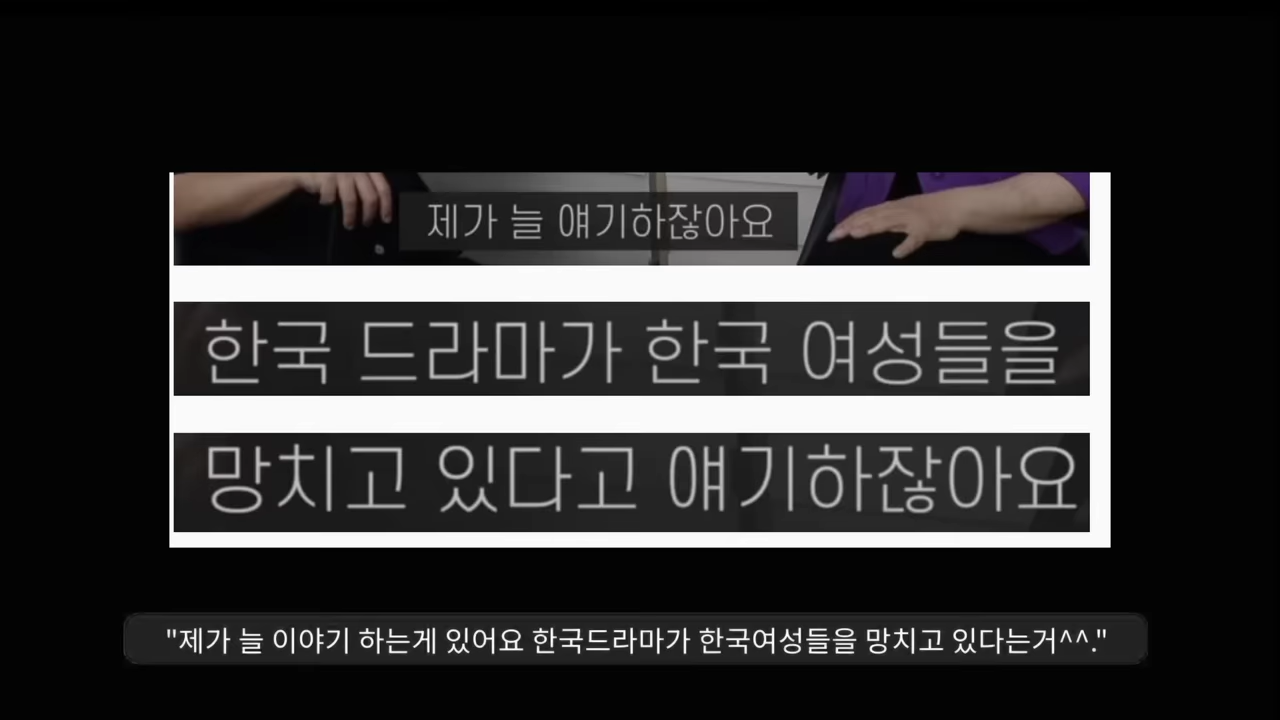 제가 늘 얘기하잖아요
한국 드라마가 한국 여성들을
망치고 있다고 얘기하잖아요
"제가 늘 이야기 하는게 있어요 한국드라마가 한국여성들을 망치고 있다는거^^."